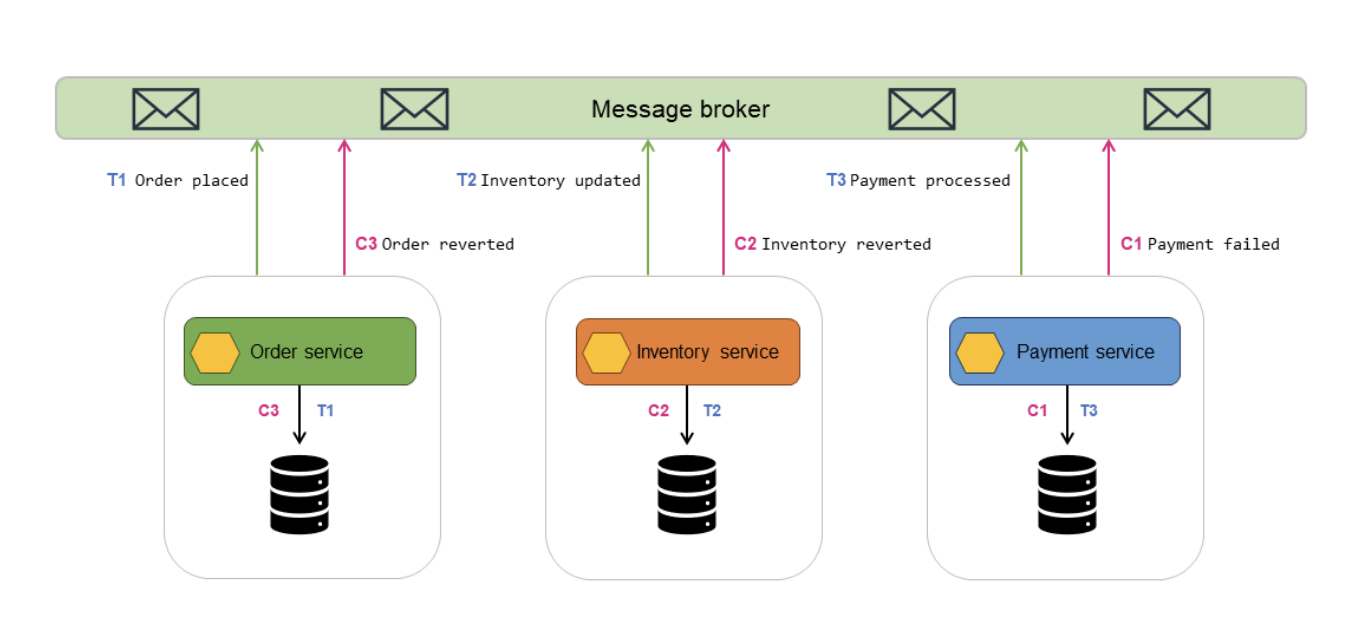 Message broker
T1 Order placed
T2 Inventory updated
T3 Payment processed
C3 Order reverted
C2 Inventory reverted
C1 Payment failed
Order service
Inventory service
Payment service
C3 T1
C2 T2
C1 T3